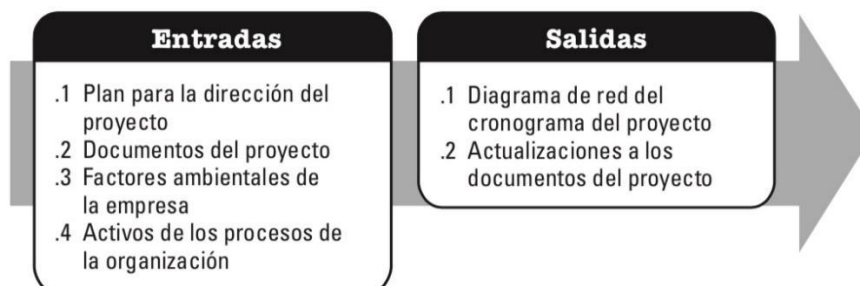 Entradas
.1 Plan para la dirección del
proyecto
.2 Documentos del proyecto
.3 Factores ambientales de
la empresa
.4 Activos de los procesos de
la organización
Salidas
.1 Diagrama de red del
cronograma del proyecto
.2 Actualizaciones a los
documentos del proyecto